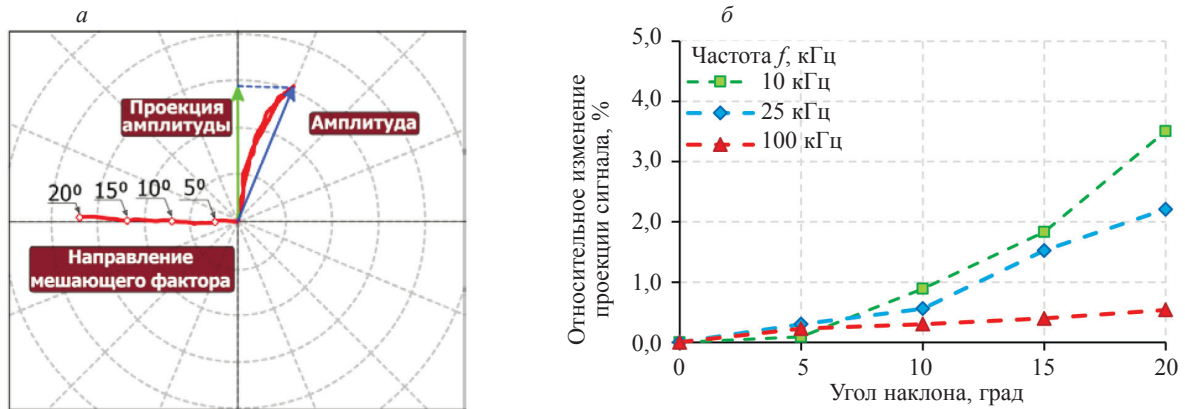 а
Проекция
амплитуды
Амплитуда
20⁰ 15⁰ 10⁰ 5⁰
Направление
мешающего фактора
б
Относительное изменение
проекции сигнала, %
5,0
4,0
3,0
2,0
1,0
0,0
Частота f, кГц
10 кГц
25 кГц
100 кГц
0 5 10 15 20
Угол наклона, град